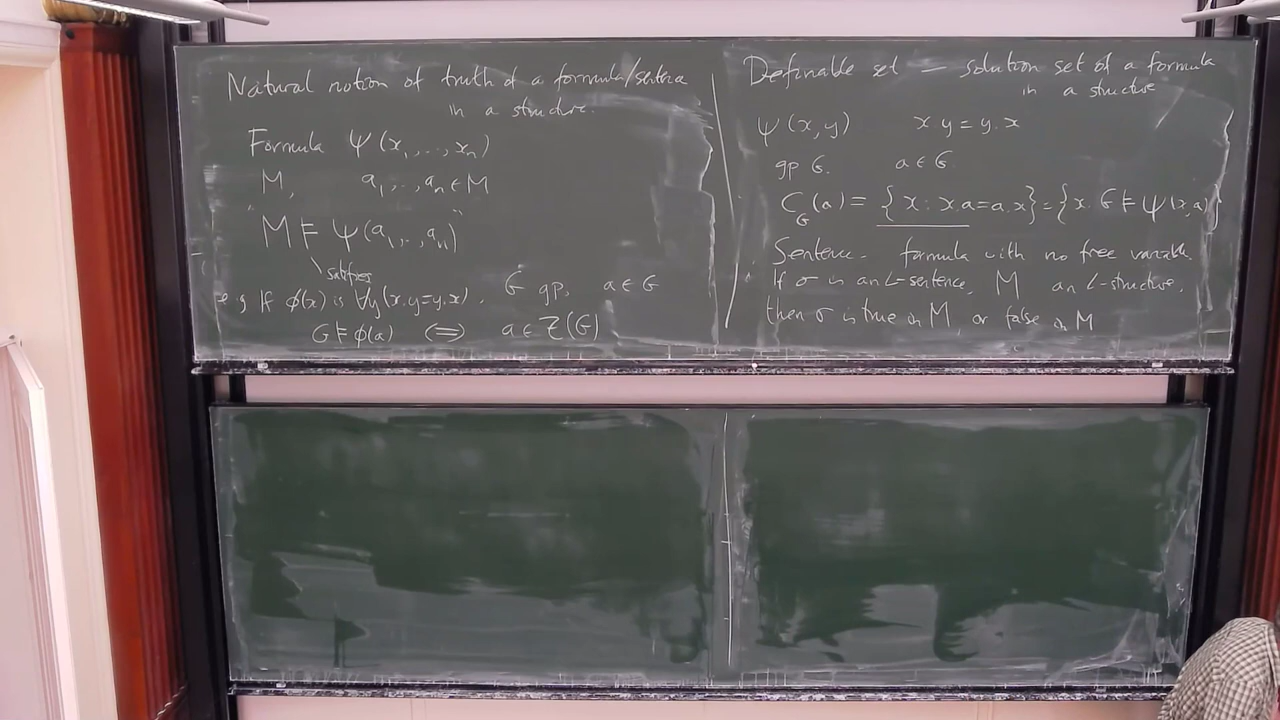 Natural notion of truth of a formula/sentence
in a structure.
Formula ψ(x₁,...,xₙ)
M, a₁,..,aₙ ∈ M
M ⊨ ψ(a₁,..,aₙ)
satisfies
e.g. If ϕ(x) is ∀y(x.y=y.x). G gp, a ∈ G
G ⊨ ϕ(a) ⟺ a ∈ Z(G)
Definable set — solution set of a formula
in a structure
ψ(x,y) x.y = y.x
gp G. a ∈ G
C_G(a) = {x: x.a=a.x} = {x: G ⊨ ψ(x,a)}
Sentence - formula with no free variable
If σ is an L-sentence, M an L-structure,
then σ is true in M, or false in M